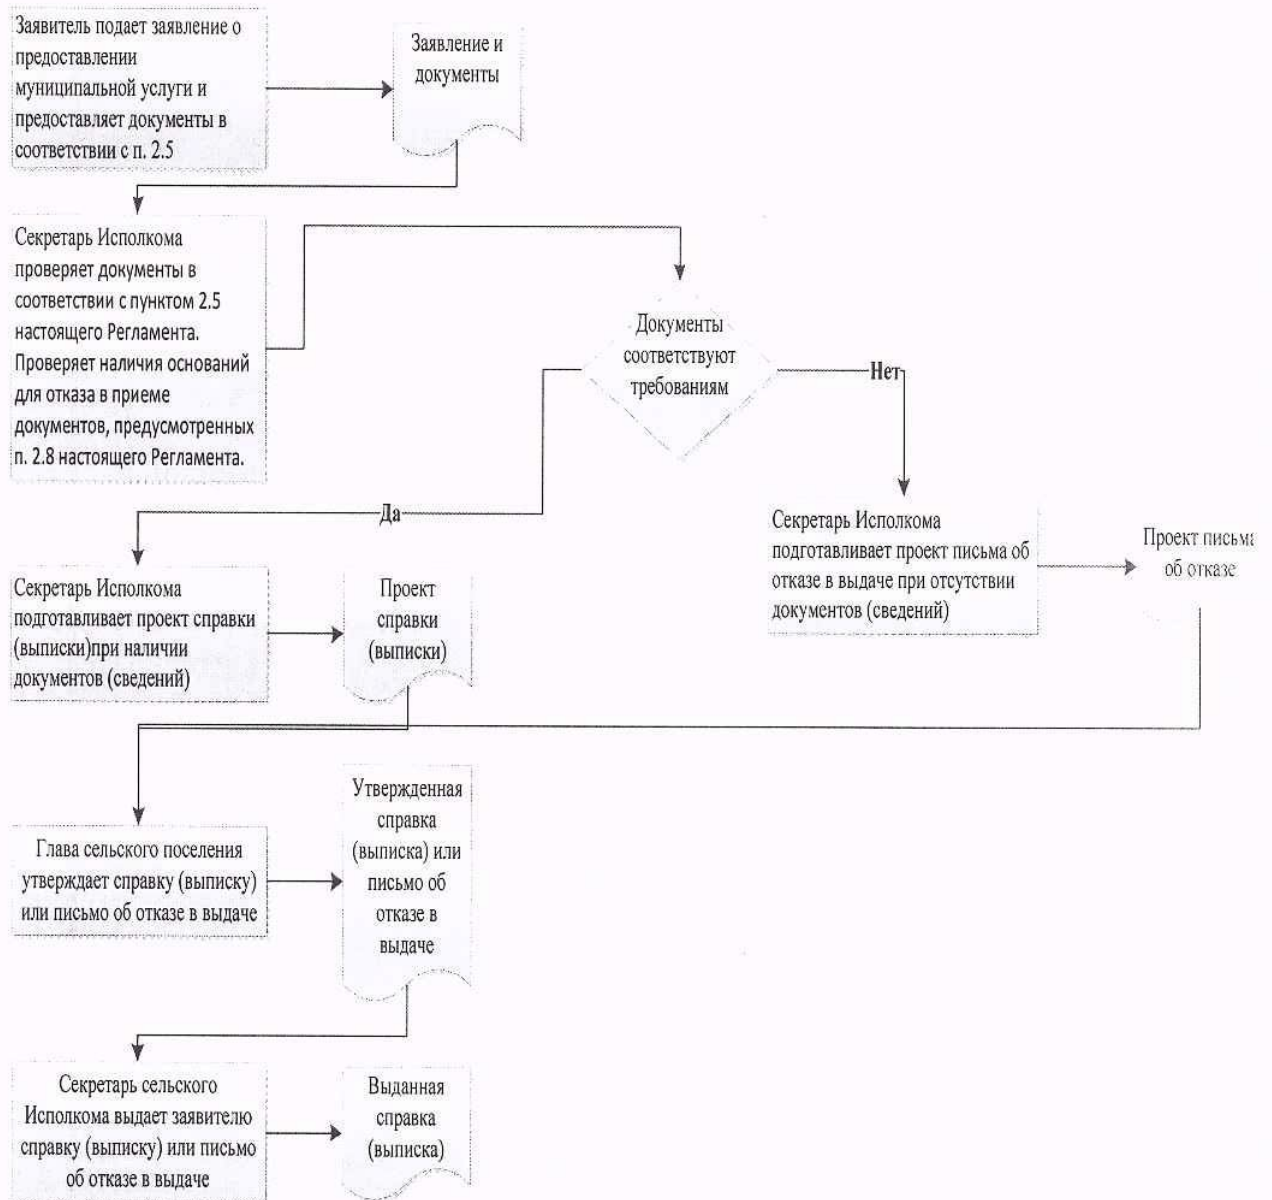 Заявитель подает заявление о
предоставлении
муниципальной услуги и
предоставляет документы в
соответствии с п. 2.5
Заявление и
документы
Секретарь Исполкома
проверяет документы в
соответствии с пунктом 2.5
настоящего Регламента.
Проверяет наличия оснований
для отказа в приеме
документов, предусмотренных
п. 2.8 настоящего Регламента.
Документы
соответствуют
требованиям
Нет
Да
Секретарь Исполкома
подготавливает проект письма об
отказе в выдаче при отсутствии
документов (сведений)
Проект письма
об отказе
Секретарь Исполкома
подготавливает проект справки
(выписки)при наличии
документов (сведений)
Проект
справки
(выписки)
Глава сельского поселения
утверждает справку (выписку)
или письмо об отказе в выдаче
Утвержденная
справка
(выписка) или
письмо об
отказе в
выдаче
Секретарь сельского
Исполкома выдает заявителю
справку (выписку) или письмо
об отказе в выдаче
Выданная
справка
(выписка)